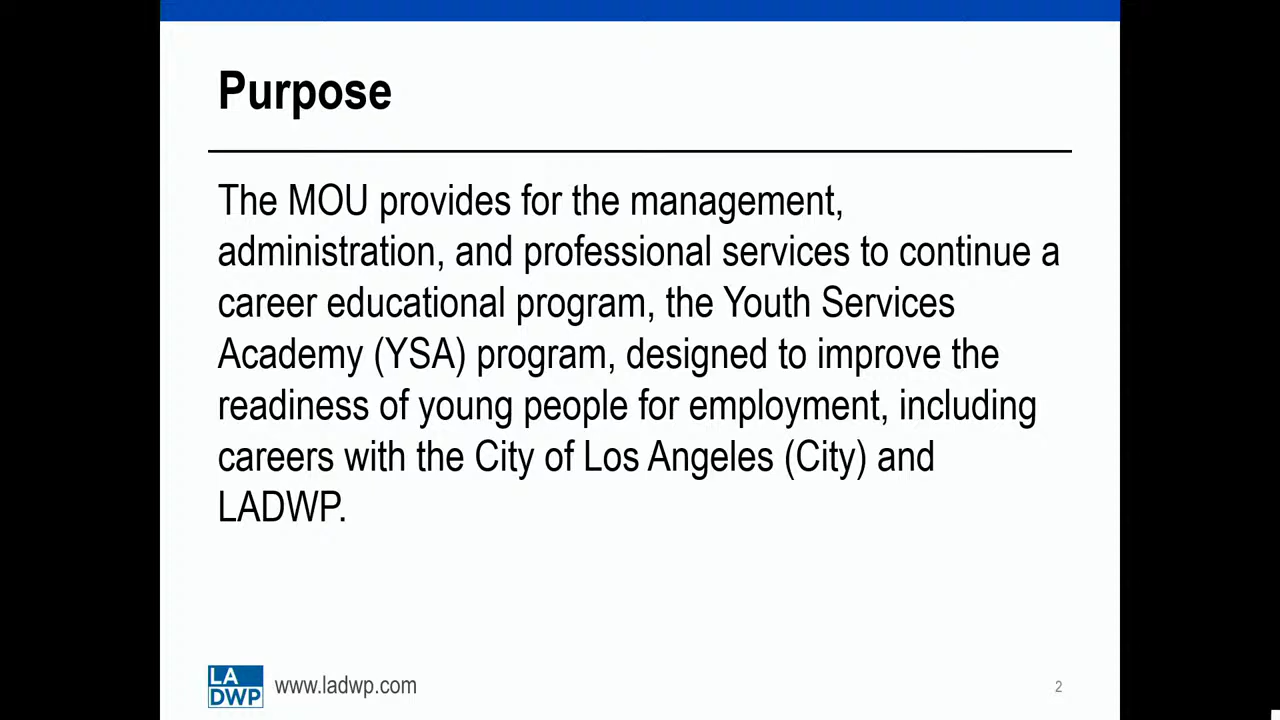 Purpose
The MOU provides for the management,
administration, and professional services to continue a
career educational program, the Youth Services
Academy (YSA) program, designed to improve the
readiness of young people for employment, including
careers with the City of Los Angeles (City) and
LADWP.
LA
DWP
www.ladwp.com
2